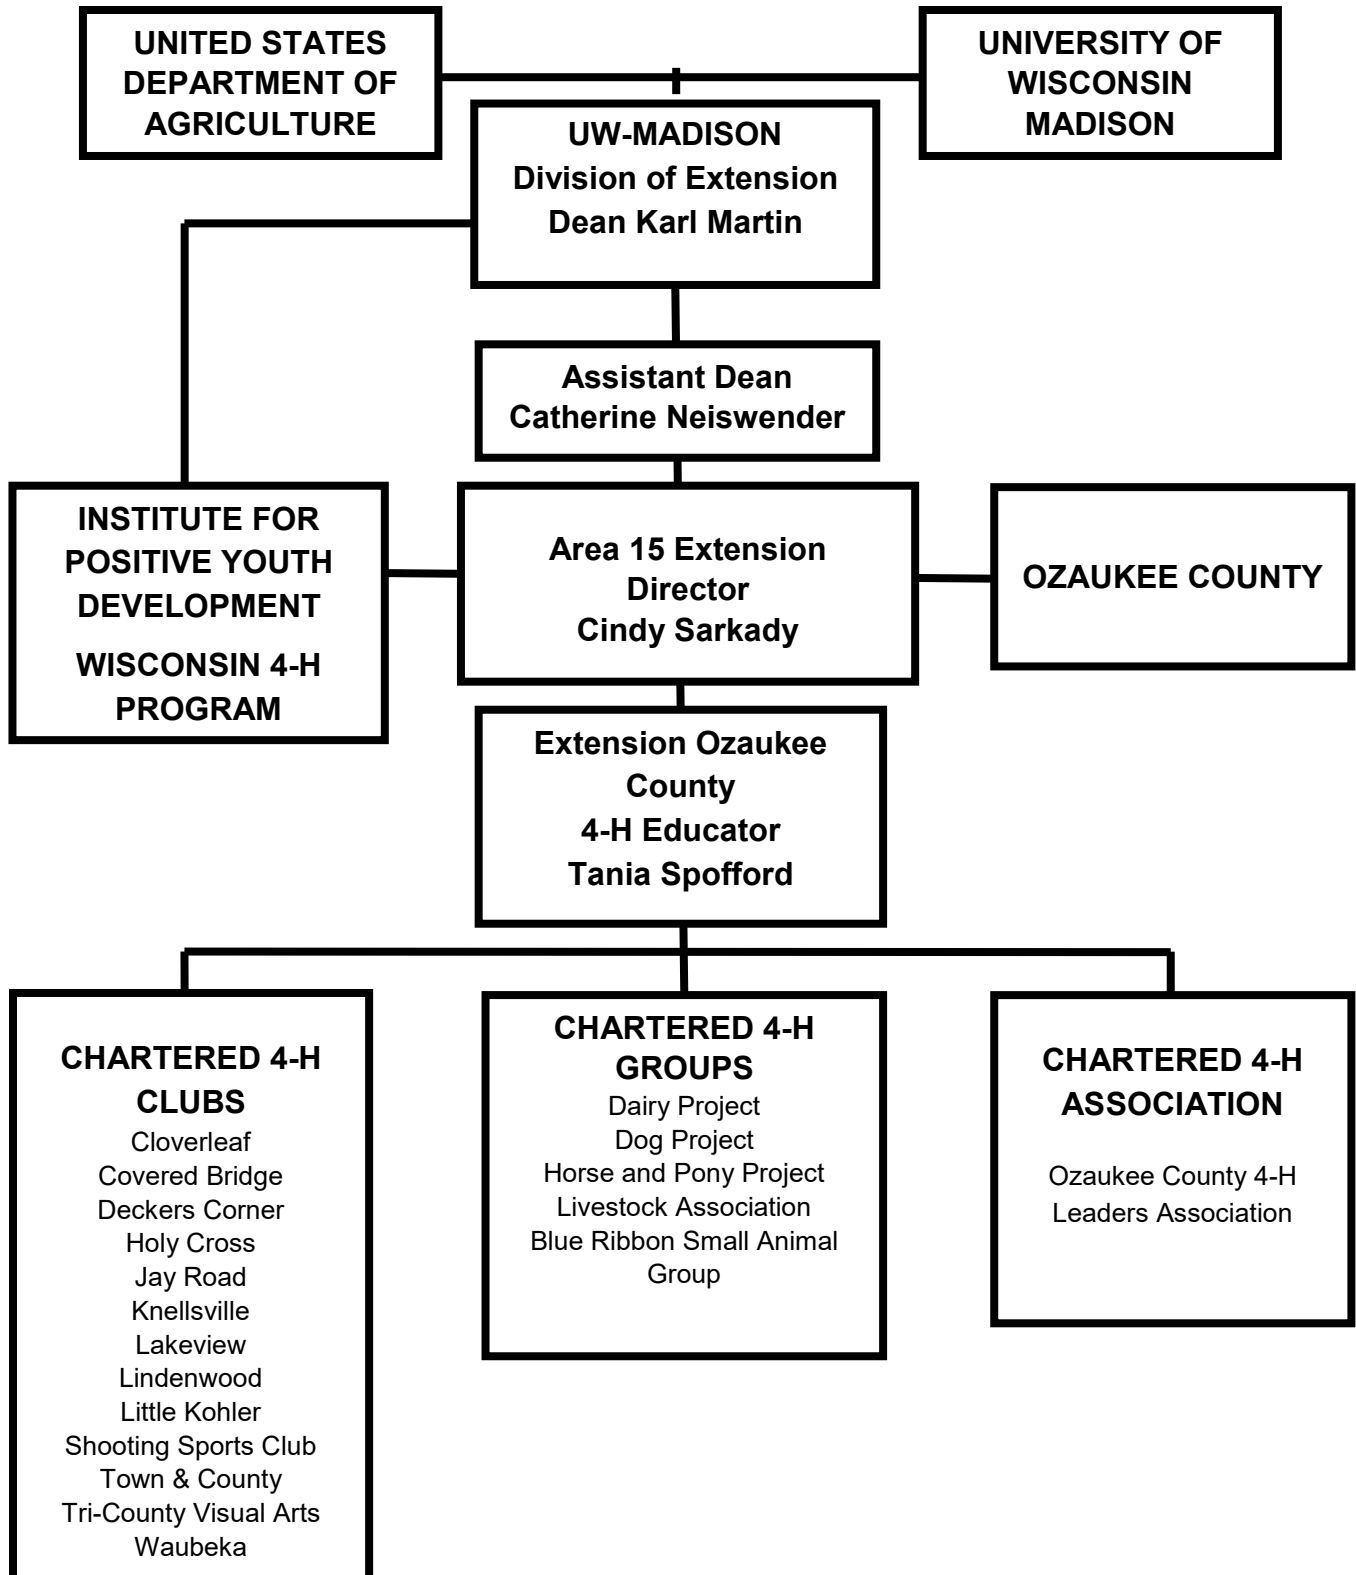 UNITED STATES
DEPARTMENT OF
AGRICULTURE
UNIVERSITY OF
WISCONSIN
MADISON
UW-MADISON
Division of Extension
Dean Karl Martin
Assistant Dean
Catherine Neiswender
INSTITUTE FOR
POSITIVE YOUTH
DEVELOPMENT
WISCONSIN 4-H
PROGRAM
Area 15 Extension
Director
Cindy Sarkady
OZAUKEE COUNTY
Extension Ozaukee
County
4-H Educator
Tania Spofford
CHARTERED 4-H
CLUBS
Cloverleaf
Covered Bridge
Deckers Corner
Holy Cross
Jay Road
Knellsville
Lakeview
Lindenwood
Little Kohler
Shooting Sports Club
Town & County
Tri-County Visual Arts
Waubeka
CHARTERED 4-H
GROUPS
Dairy Project
Dog Project
Horse and Pony Project
Livestock Association
Blue Ribbon Small Animal
Group
CHARTERED 4-H
ASSOCIATION
Ozaukee County 4-H
Leaders Association